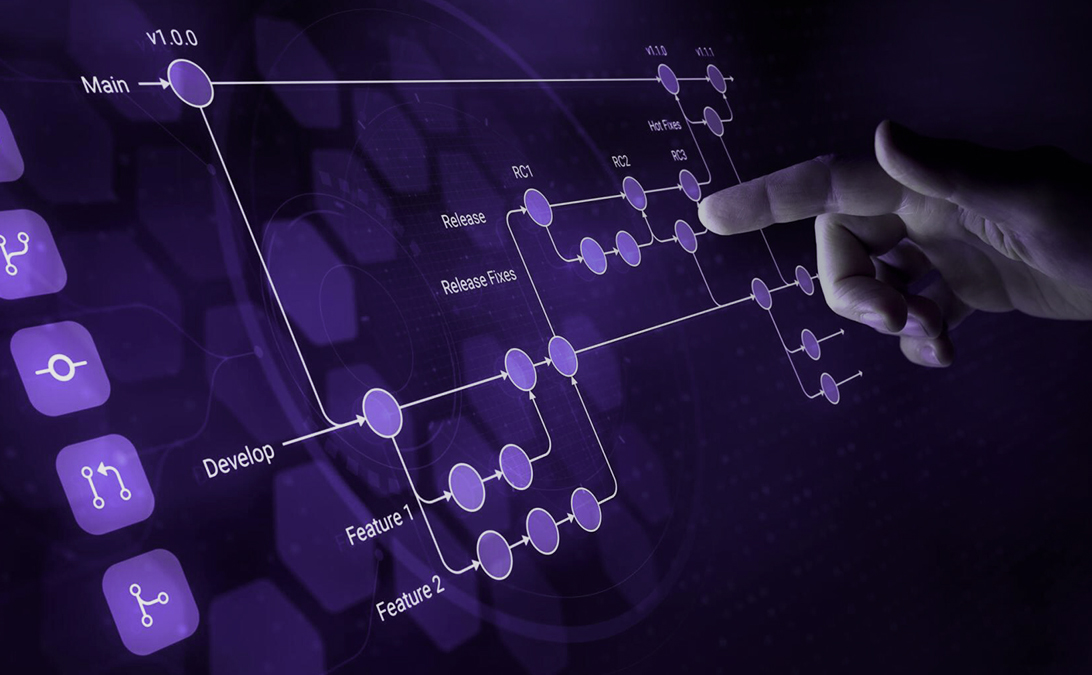 v1.0.0
Main
v1.1.0
v1.1.1
Hot Fixes
RC1
RC2
RC3
Release
Release Fixes
Develop
Feature 1
Feature 2